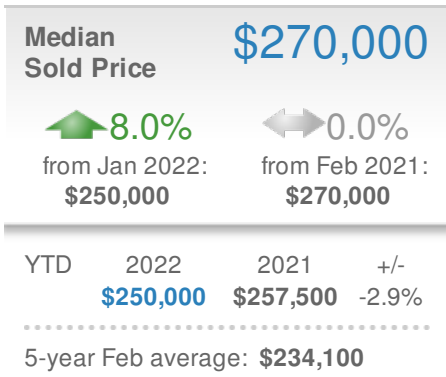 Median $270,000
Sold Price
8.0% 0.0%
from Jan 2022: from Feb 2021:
$250,000 $270,000
YTD 2022 2021 +/-
$250,000 $257,500 -2.9%
5-year Feb average: $234,100